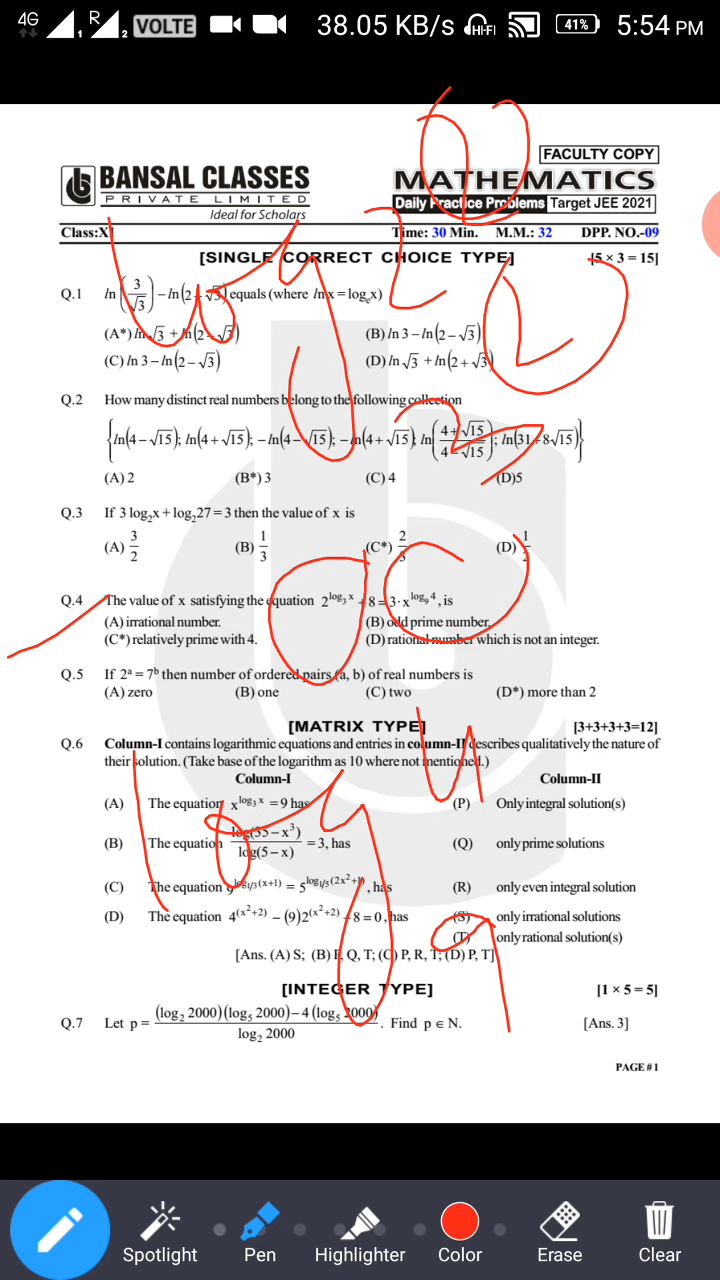 4G 1 R 2 VOLTE 38.05 KB/s HI-FI 41% 5:54 PM
FACULTY COPY
BANSAL CLASSES
PRIVATE LIMITED
Ideal for Scholars
MATHEMATICS
Daily Practice Problems Target JEE 2021
Class:XI Time: 30 Min. M.M.: 32 DPP. NO.-09
[SINGLE CORRECT CHOICE TYPE] [5 × 3 = 15]
Q.1 ln(3/√3) – ln(2 + √3) equals (where ln x = logₑx)
(A*) ln √3 + ln(2 – √3) (B) ln 3 – ln(2 – √3)
(C) ln 3 – ln(2 – √3) (D) ln √3 + ln(2 + √3)
Q.2 How many distinct real numbers belong to the following collection
{ln(4 – √15); ln(4 + √15); – ln(4 – √15); – ln(4 + √15); ln((4 + √15)/(4 – √15)); ln(31 + 8√15)}
(A) 2 (B*) 3 (C) 4 (D)5
Q.3 If 3 log₂x + log₂27 = 3 then the value of x is
(A) 3/2 (B) 1/3 (C*) 2/3 (D) 1/2
Q.4 The value of x satisfying the equation 2^(log₃ x) + 8 = 3·x^(log₉ 4), is
(A) irrational number. (B) odd prime number.
(C*) relatively prime with 4. (D) rational number which is not an integer.
Q.5 If 2ᵃ = 7ᵇ then number of ordered pairs (a, b) of real numbers is
(A) zero (B) one (C) two (D*) more than 2
[MATRIX TYPE] [3+3+3+3=12]
Q.6 Column-I contains logarithmic equations and entries in column-II describes qualitatively the nature of
their solution. (Take base of the logarithm as 10 where not mentioned.)
Column-I Column-II
(A) The equation x^(log₃ x) = 9 has (P) Only integral solution(s)
(B) The equation log(35 – x³)/log(5 – x) = 3, has (Q) only prime solutions
(C) The equation 9^(log_1/3 (x+1)) = 5^(log_1/5 (2x²+1)), has (R) only even integral solution
(D) The equation 4^(x²+2) – (9)2^(x²+2) + 8 = 0, has (S) only irrational solutions
(T) only rational solution(s)
[Ans. (A) S; (B) P, Q, T; (C) P, R, T; (D) P, T]
[INTEGER TYPE] [1 × 5 = 5]
Q.7 Let p = ((log₂ 2000)(log₅ 2000) – 4 (log₅ 2000))/(log₂ 2000). Find p ∈ N. [Ans. 3]
PAGE # 1
Spotlight Pen Highlighter Color Erase Clear